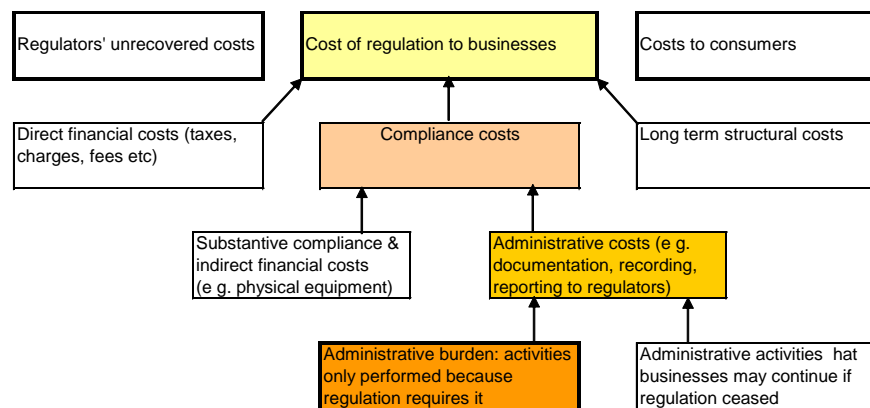 Regulators' unrecovered costs
Cost of regulation to businesses
Costs to consumers
Direct financial costs (taxes,
charges, fees etc)
Compliance costs
Long term structural costs
Substantive compliance &
indirect financial costs
(e g. physical equipment)
Administrative costs (e g.
documentation, recording,
reporting to regulators)
Administrative burden: activities
only performed because
regulation requires it
Administrative activities  hat
businesses may continue if
regulation ceased